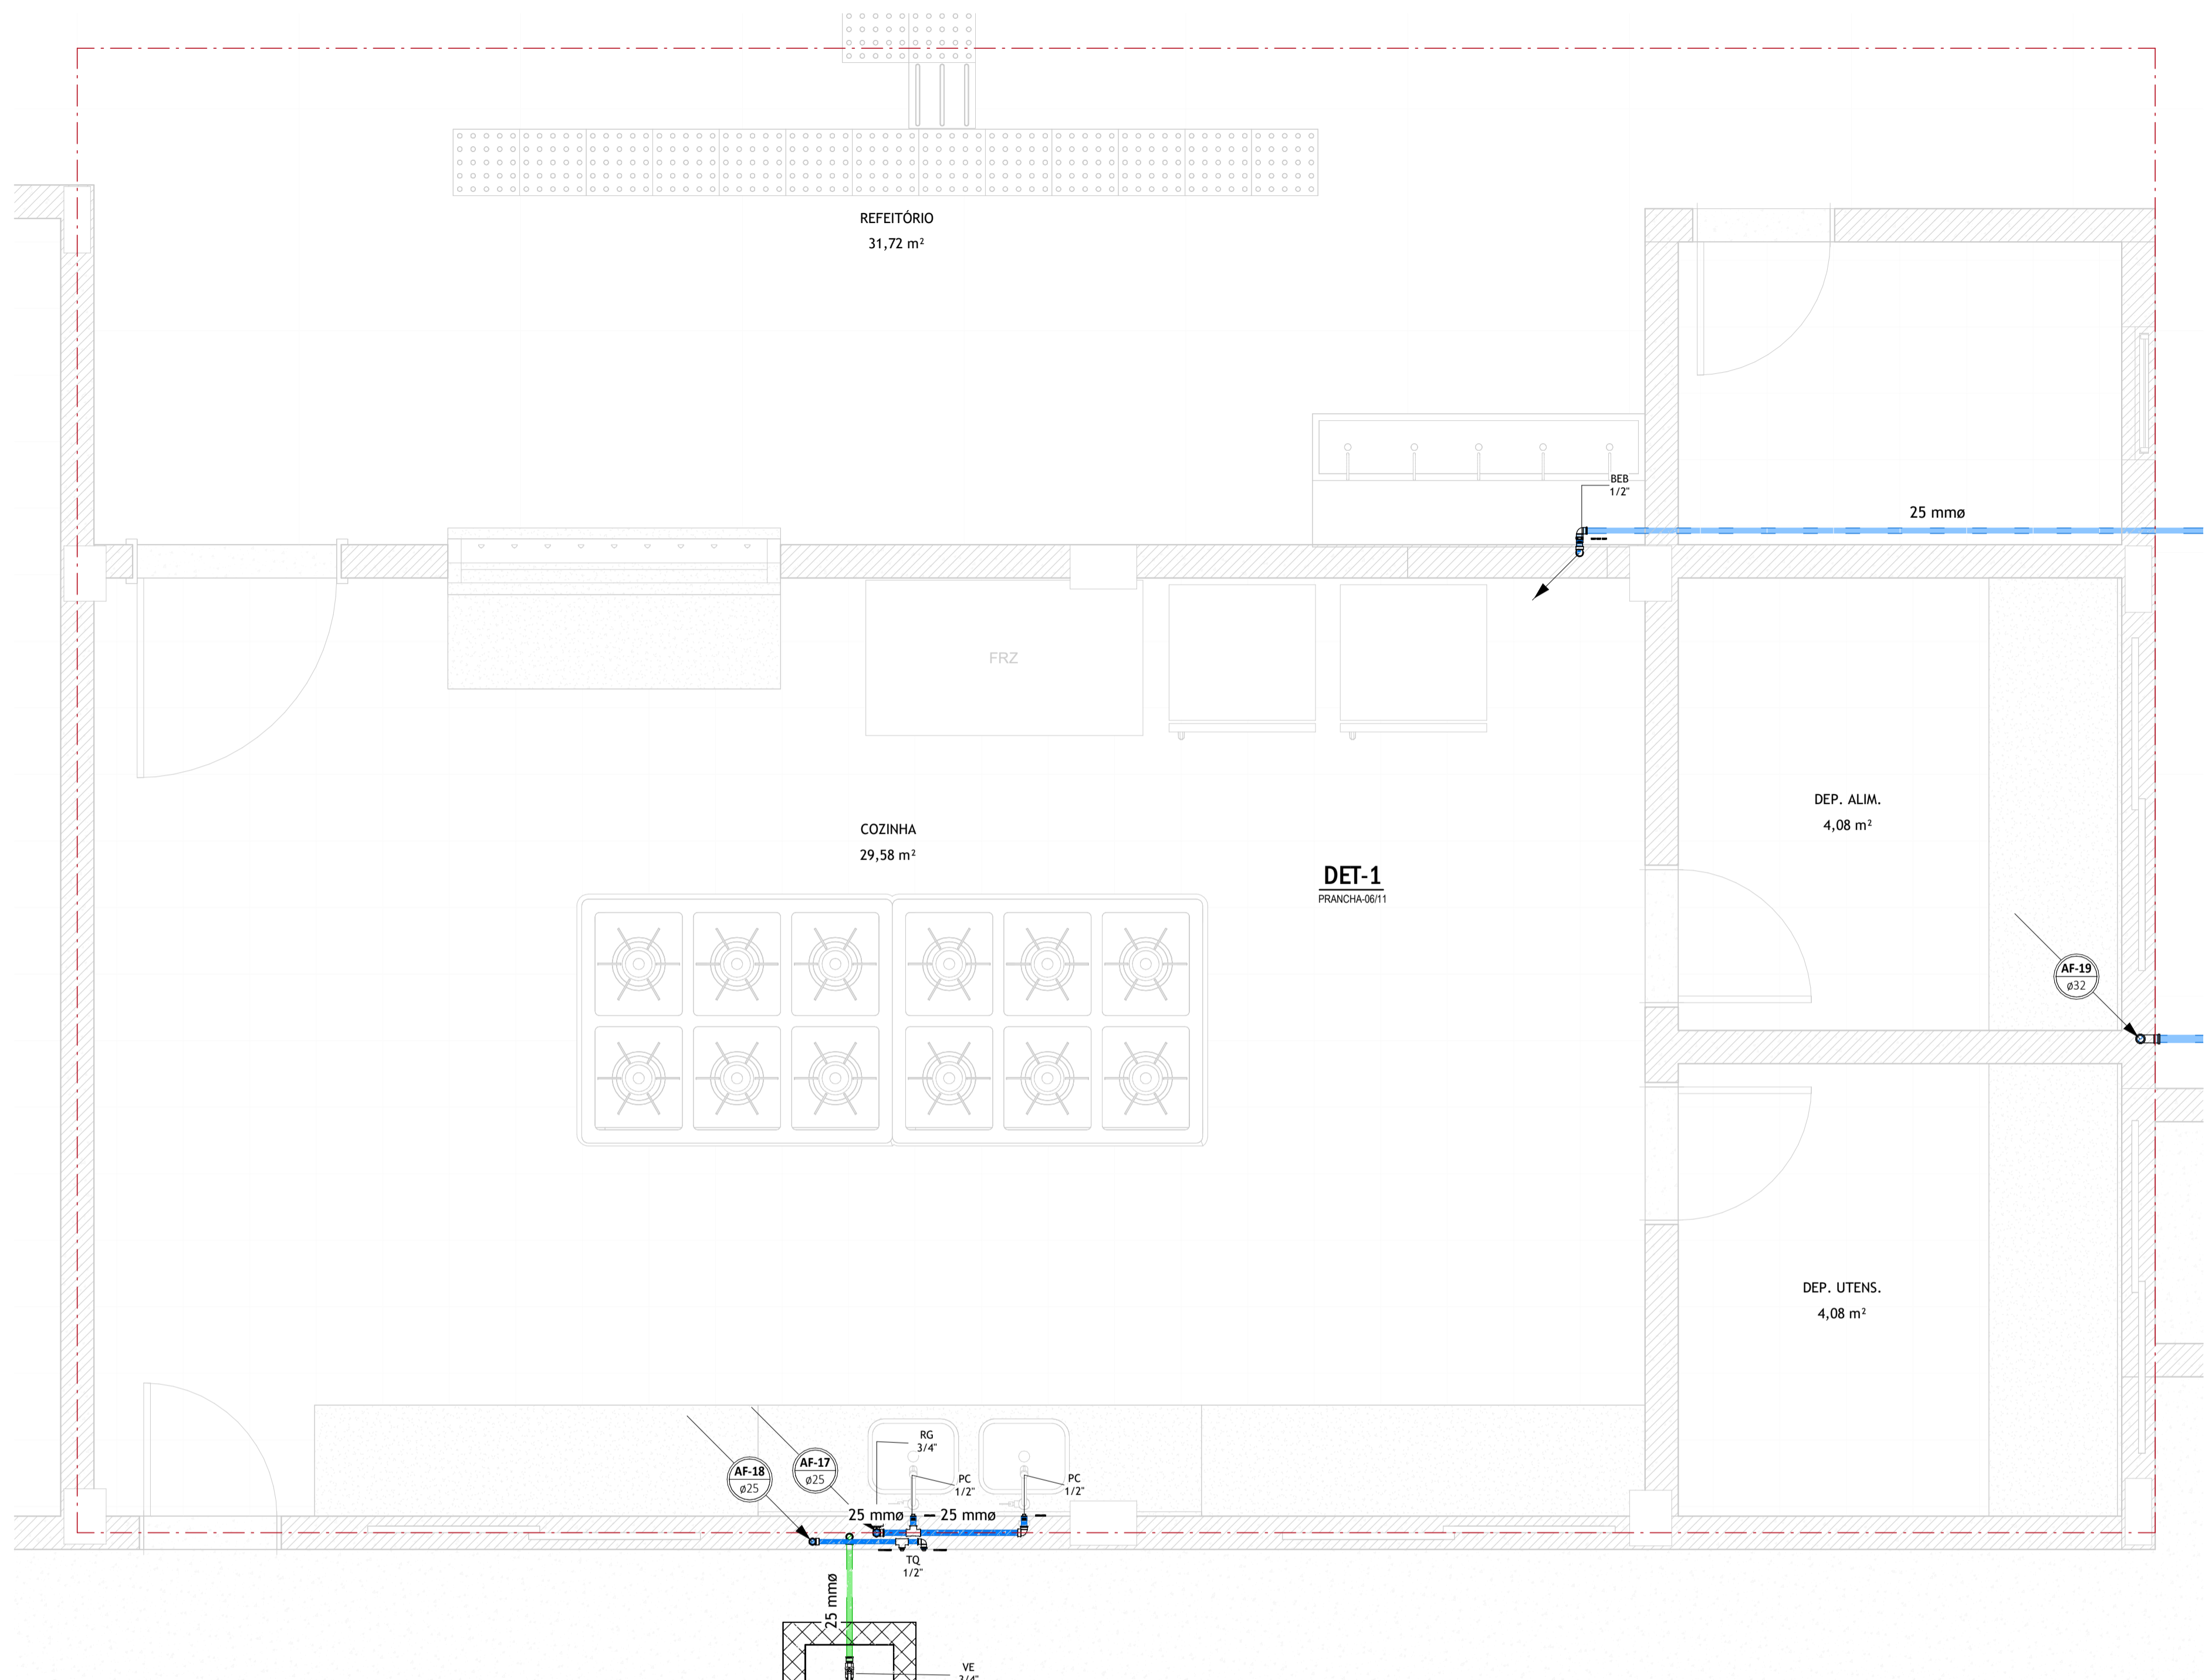 REFEITÓRIO
31,72 m²
BEB
1/2"
25 mmø
FRZ
DEP. ALIM.
4,08 m²
COZINHA
29,58 m²
DET-1
PRANCHA-06/11
AF-19
ø32
DEP. UTENS.
4,08 m²
RG
3/4"
AF-17
ø25
AF-18
ø25
PC
1/2"
PC
1/2"
25 mmø
25 mmø
TQ
1/2"
25 mmø
VE
3/4"